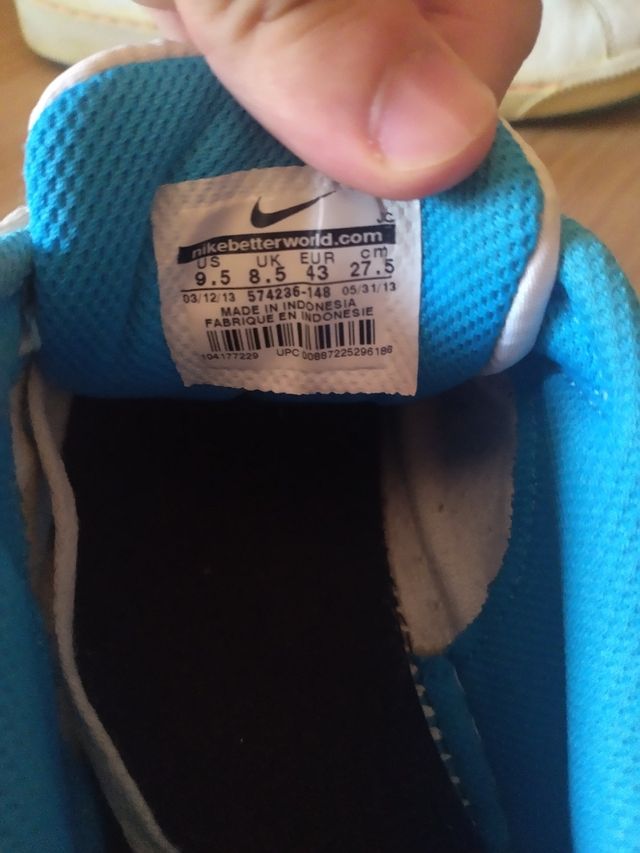 JC
nikebetterworld.com
US UK EUR cm
9.5 8.5 43 27.5
03/12/13 574236-148 05/31/13
MADE IN INDONESIA
FABRIQUE EN INDONESIE
104177229 UPC 00887225296186